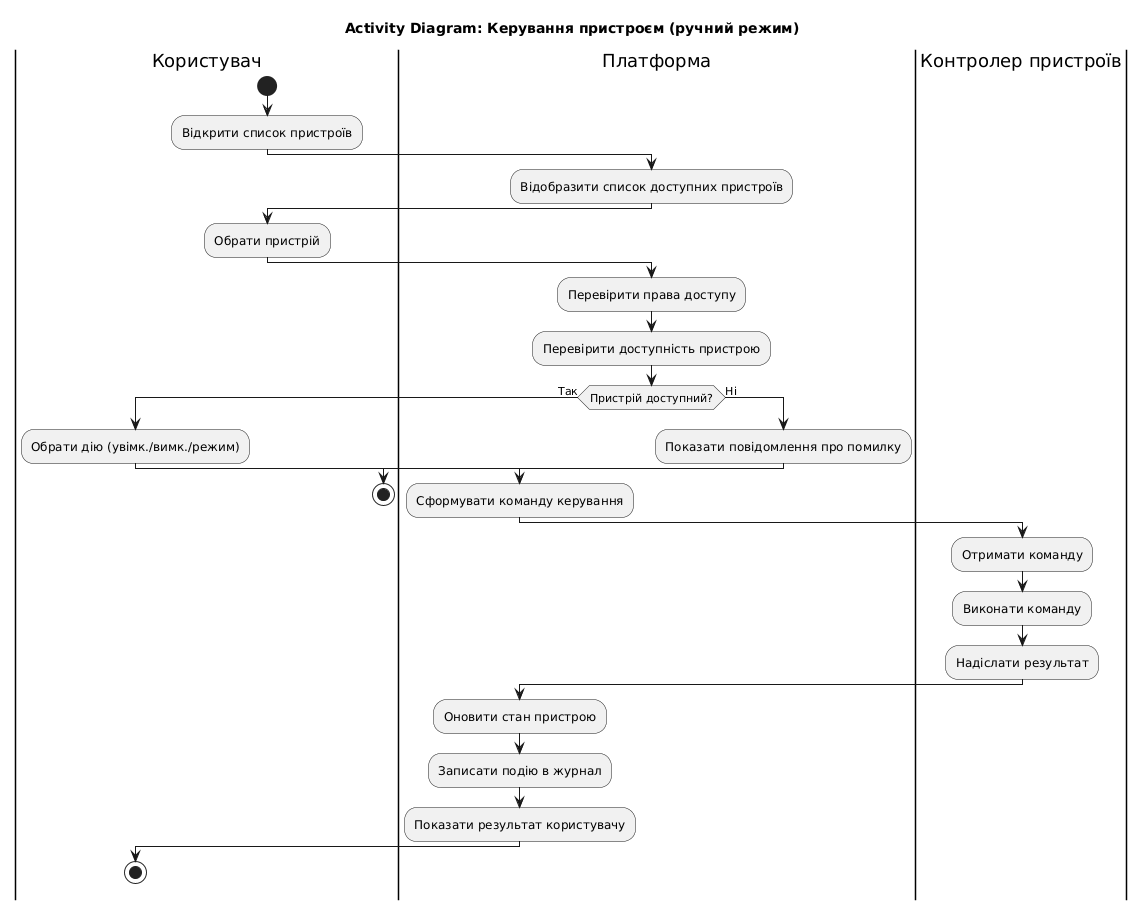 Activity Diagram: Керування пристроєм (ручний режим)
Користувач
Платформа
Контролер пристроїв
Відкрити список пристроїв
Відобразити список доступних пристроїв
Обрати пристрій
Перевірити права доступу
Перевірити доступність пристрою
Так
Пристрій доступний?
Ні
Обрати дію (увімк./вимк./режим)
Показати повідомлення про помилку
Сформувати команду керування
Отримати команду
Виконати команду
Надіслати результат
Оновити стан пристрою
Записати подію в журнал
Показати результат користувачу